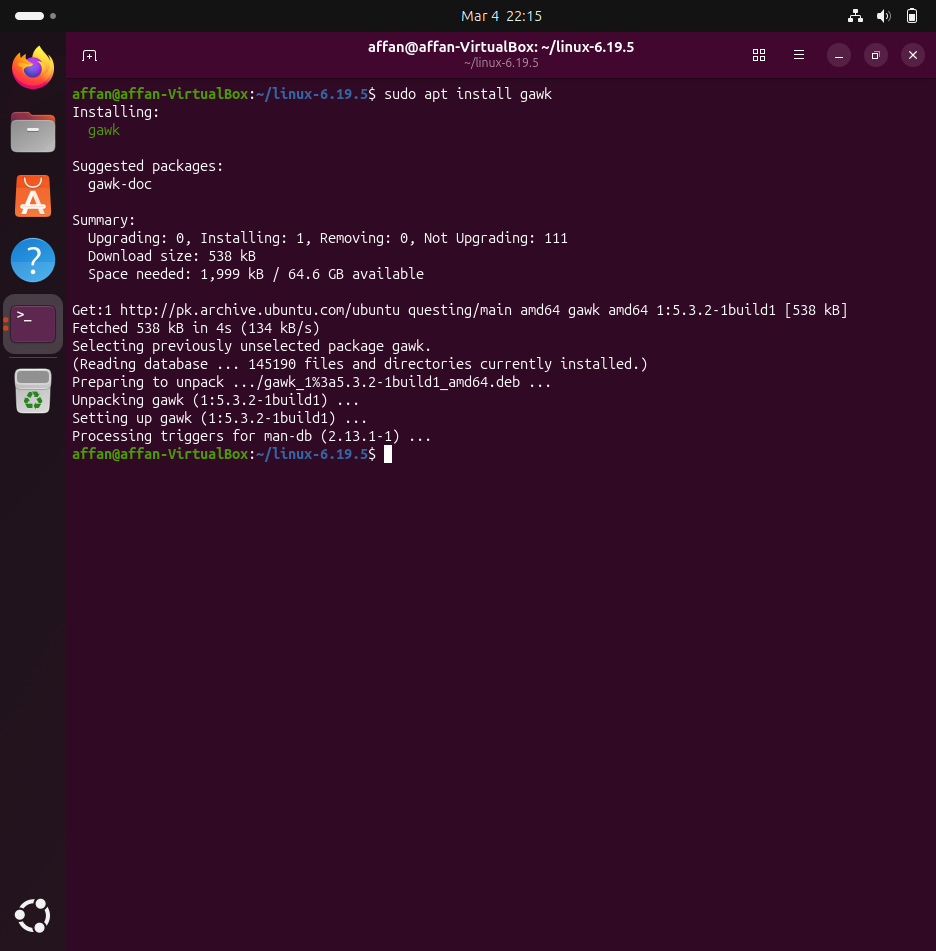 Mar 4 22:15
affan@affan-VirtualBox: ~/linux-6.19.5
~/linux-6.19.5
affan@affan-VirtualBox:~/linux-6.19.5$ sudo apt install gawk
Installing:
  gawk

Suggested packages:
  gawk-doc

Summary:
  Upgrading: 0, Installing: 1, Removing: 0, Not Upgrading: 111
  Download size: 538 kB
  Space needed: 1,999 kB / 64.6 GB available

Get:1 http://pk.archive.ubuntu.com/ubuntu questing/main amd64 gawk amd64 1:5.3.2-1build1 [538 kB]
Fetched 538 kB in 4s (134 kB/s)
Selecting previously unselected package gawk.
(Reading database ... 145190 files and directories currently installed.)
Preparing to unpack .../gawk_1%3a5.3.2-1build1_amd64.deb ...
Unpacking gawk (1:5.3.2-1build1) ...
Setting up gawk (1:5.3.2-1build1) ...
Processing triggers for man-db (2.13.1-1) ...
affan@affan-VirtualBox:~/linux-6.19.5$